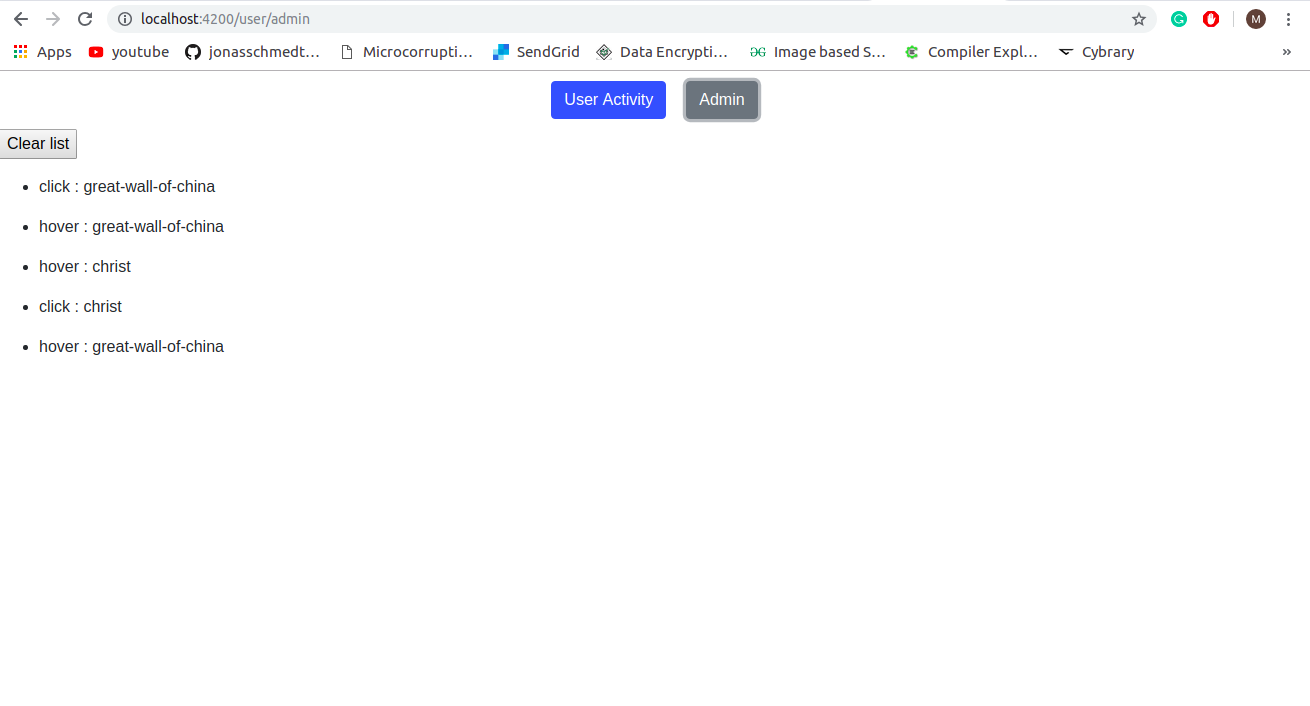 localhost:4200/user/admin
M
Apps youtube jonasschmedt... Microcorrupti... SendGrid Data Encrypti... Image based S... Compiler Expl... Cybrary »
User Activity Admin
Clear list
• click : great-wall-of-china
• hover : great-wall-of-china
• hover : christ
• click : christ
• hover : great-wall-of-china